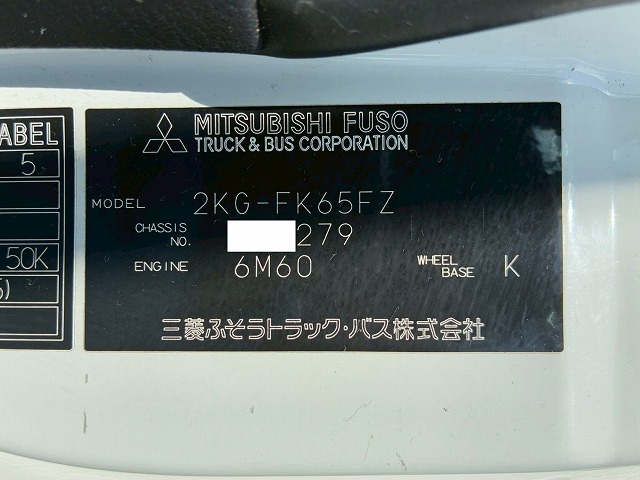 ABEL
5
50K
)
MITSUBISHI FUSO
TRUCK & BUS CORPORATION
MODEL 2KG-FK65FZ
CHASSIS NO. 279
ENGINE 6M60 WHEEL BASE K
三菱ふそうトラック・バス株式会社